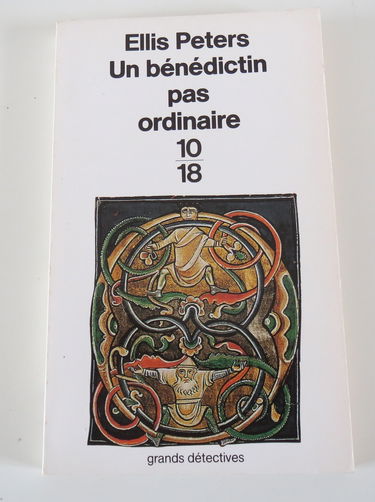 Ellis Peters
Un bénédictin
pas
ordinaire
10
18
grands détectives